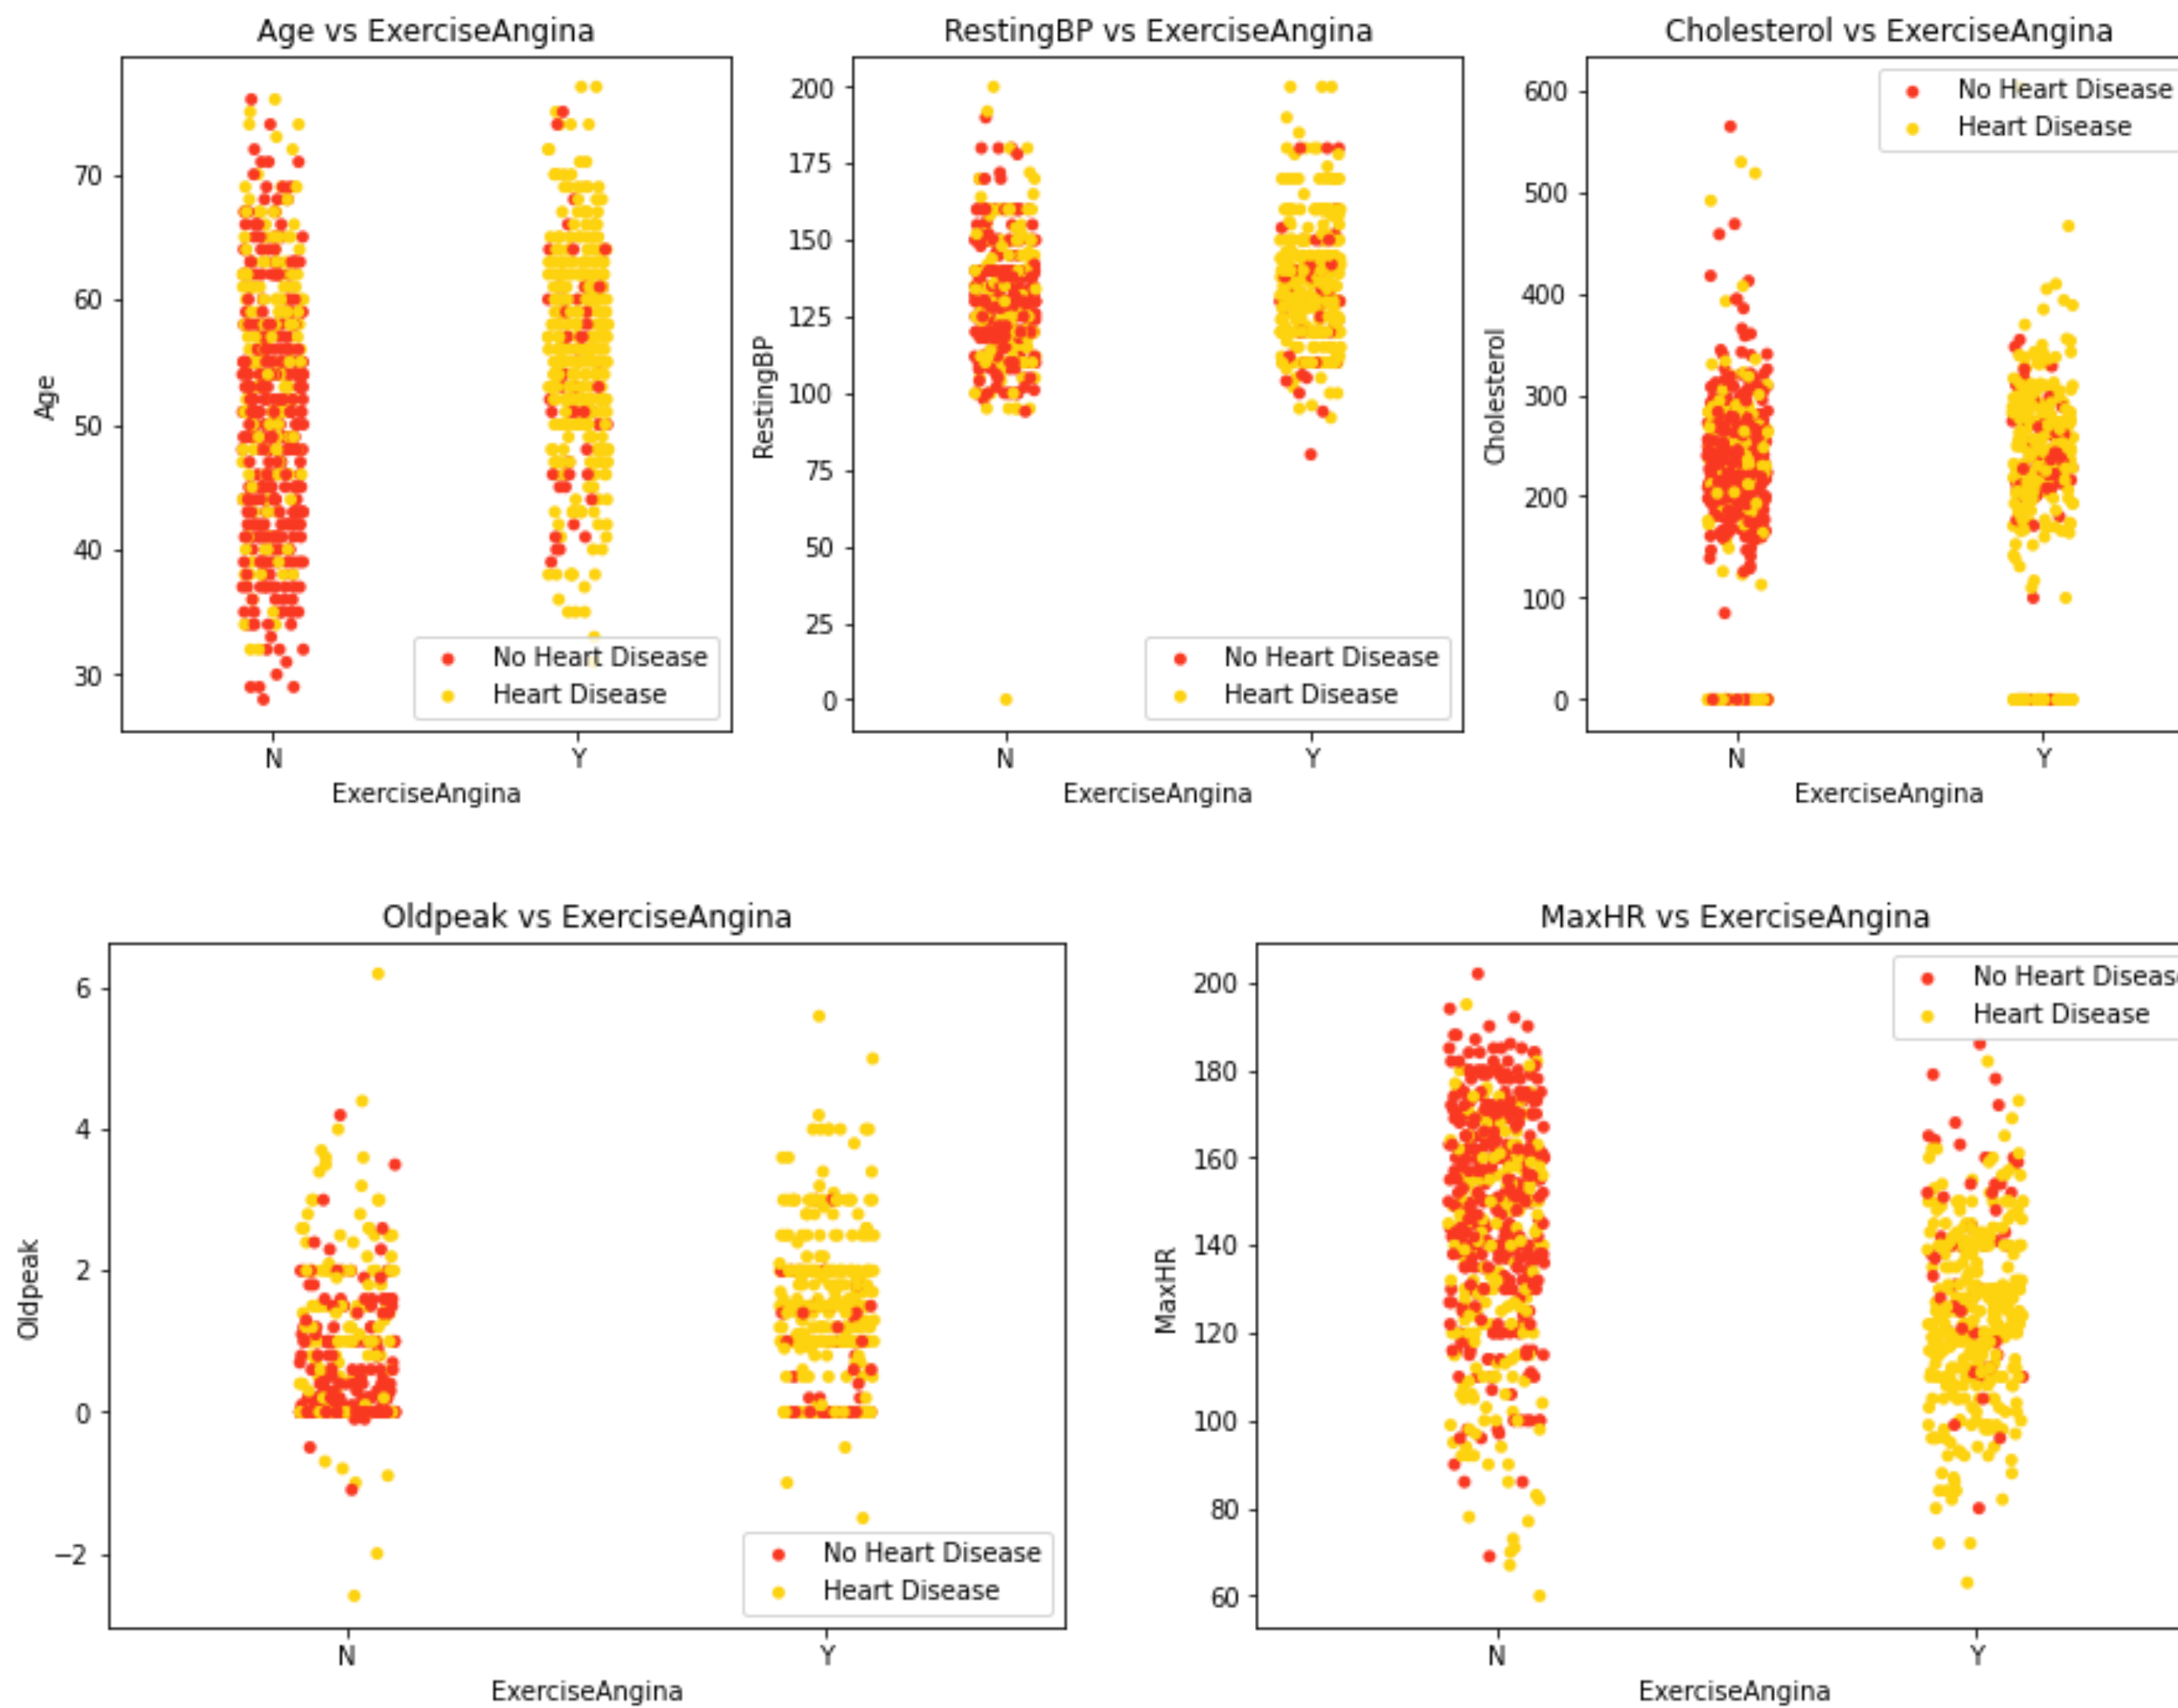 Age vs ExerciseAngina
RestingBP vs ExerciseAngina
Cholesterol vs ExerciseAngina
Age
70
60
50
40
30
No Heart Disease
Heart Disease
N
Y
ExerciseAngina
RestingBP
200
175
150
125
100
75
50
25
0
No Heart Disease
Heart Disease
N
Y
ExerciseAngina
Cholesterol
600
500
400
300
200
100
0
No Heart Disease
Heart Disease
N
Y
ExerciseAngina
Oldpeak vs ExerciseAngina
MaxHR vs ExerciseAngina
Oldpeak
6
4
2
0
−2
No Heart Disease
Heart Disease
N
Y
ExerciseAngina
MaxHR
200
180
160
140
120
100
80
60
No Heart Disease
Heart Disease
N
Y
ExerciseAngina